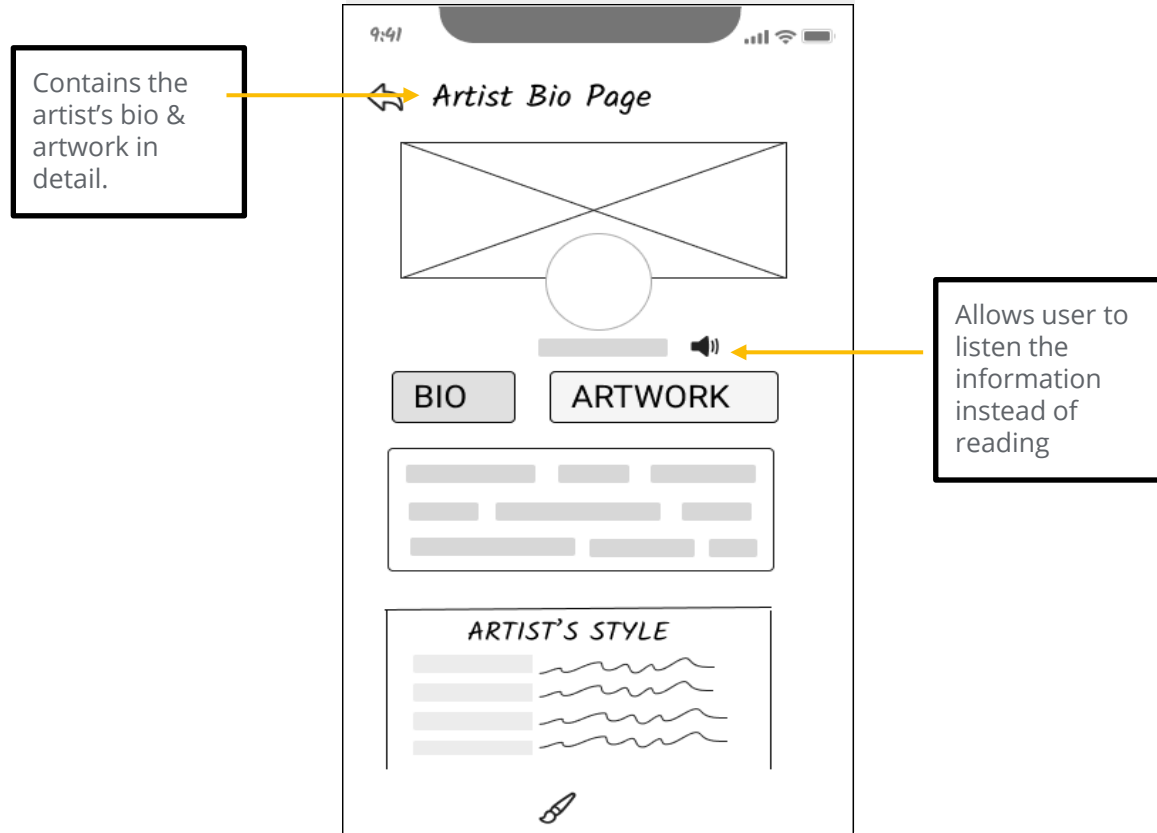 9:41
Contains the
artist's bio &
artwork in
detail.
Artist Bio Page
Allows user to
listen the
information
instead of
reading
BIO
ARTWORK
ARTIST'S STYLE